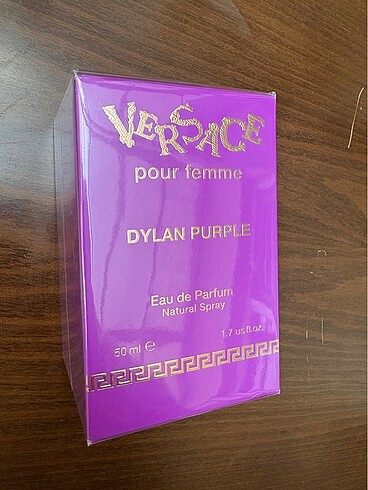 VERSACE
pour femme
DYLAN PURPLE
Eau de Parfum
Natural Spray
50 ml ℮ 1.7 us.fl.oz.